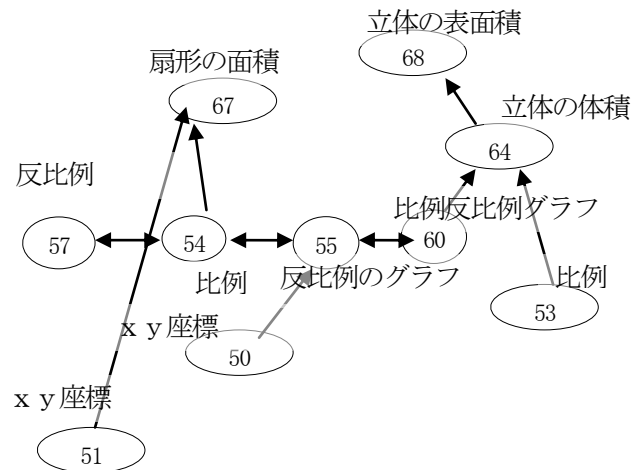 立体の表面積
68
扇形の面積
67
立体の体積
64
反比例
57
54
55
比例反比例グラフ
60
比例
反比例のグラフ
比例
53
ｘｙ座標
50
ｘｙ座標
51